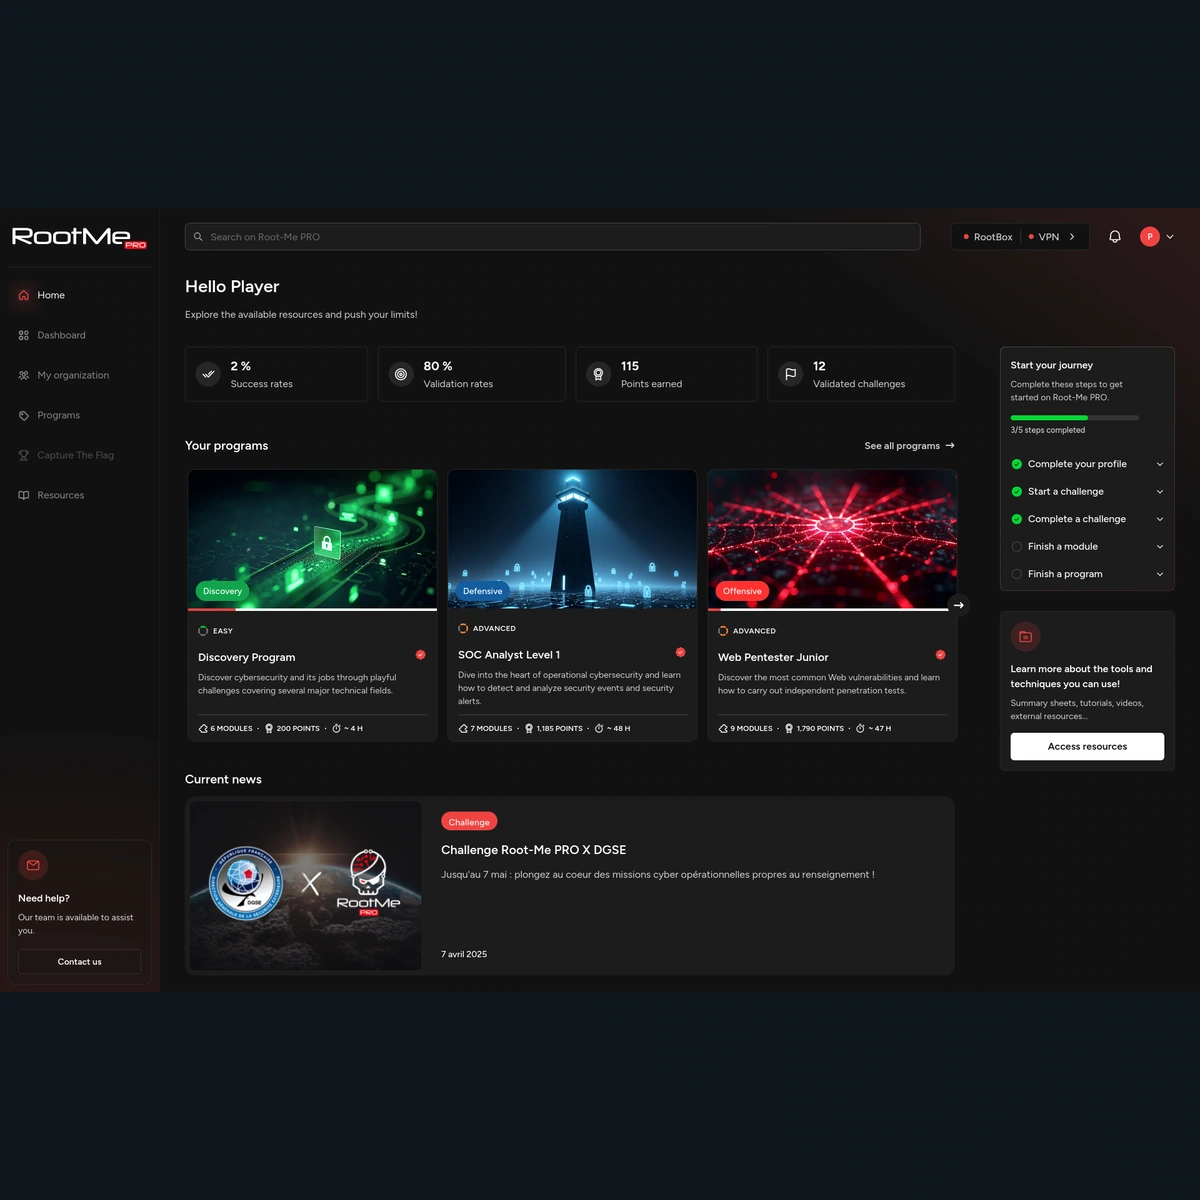 RootMe
PRO
Search on Root-Me PRO
RootBox
VPN
P
Home
Dashboard
My organization
Programs
Capture The Flag
Resources
Need help?
Our team is available to assist
you.
Contact us
Hello Player
Explore the available resources and push your limits!
2 %
Success rates
80 %
Validation rates
115
Points earned
12
Validated challenges
Your programs
See all programs
Discovery
EASY
Discovery Program
Discover cybersecurity and its jobs through playful
challenges covering several major technical fields.
6 MODULES · 200 POINTS · ~ 4 H
Defensive
ADVANCED
SOC Analyst Level 1
Dive into the heart of operational cybersecurity and learn
how to detect and analyze security events and security
alerts.
7 MODULES · 1,185 POINTS · ~ 48 H
Offensive
ADVANCED
Web Pentester Junior
Discover the most common Web vulnerabilities and learn
how to carry out independent penetration tests.
9 MODULES · 1,790 POINTS · ~ 47 H
Current news
RÉPUBLIQUE FRANÇAISE
DGSE
DIRECTION GÉNÉRALE DE LA SÉCURITÉ EXTÉRIEURE
X
RootMe
PRO
Challenge
Challenge Root-Me PRO X DGSE
Jusqu'au 7 mai : plongez au coeur des missions cyber opérationnelles propres au renseignement !
7 avril 2025
Start your journey
Complete these steps to get
started on Root-Me PRO.
3/5 steps completed
Complete your profile
Start a challenge
Complete a challenge
Finish a module
Finish a program
Learn more about the tools and
techniques you can use!
Summary sheets, tutorials, videos,
external resources...
Access resources